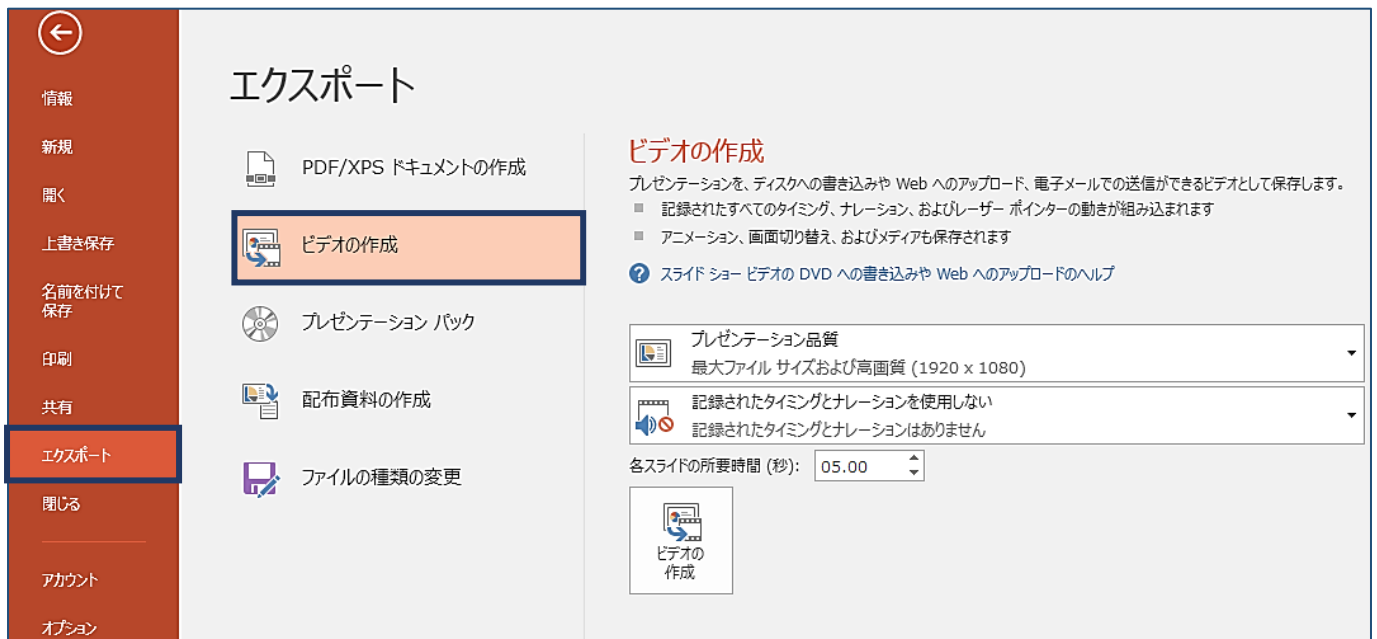 情報
新規
開く
上書き保存
名前を付けて
保存
印刷
共有
エクスポート
閉じる
アカウント
オプション
エクスポート
PDF/XPS ドキュメントの作成
ビデオの作成
プレゼンテーション パック
配布資料の作成
ファイルの種類の変更
ビデオの作成
プレゼンテーションを、ディスクへの書き込みや Web へのアップロード、電子メールでの送信ができるビデオとして保存します。
記録されたすべてのタイミング、ナレーション、およびレーザー ポインターの動きが組み込まれます
アニメーション、画面切り替え、およびメディアも保存されます
スライド ショー ビデオの DVD への書き込みや Web へのアップロードのヘルプ
プレゼンテーション品質
最大ファイル サイズおよび高画質 (1920 x 1080)
記録されたタイミングとナレーションを使用しない
記録されたタイミングとナレーションはありません
各スライドの所要時間 (秒): 05.00
ビデオの
作成